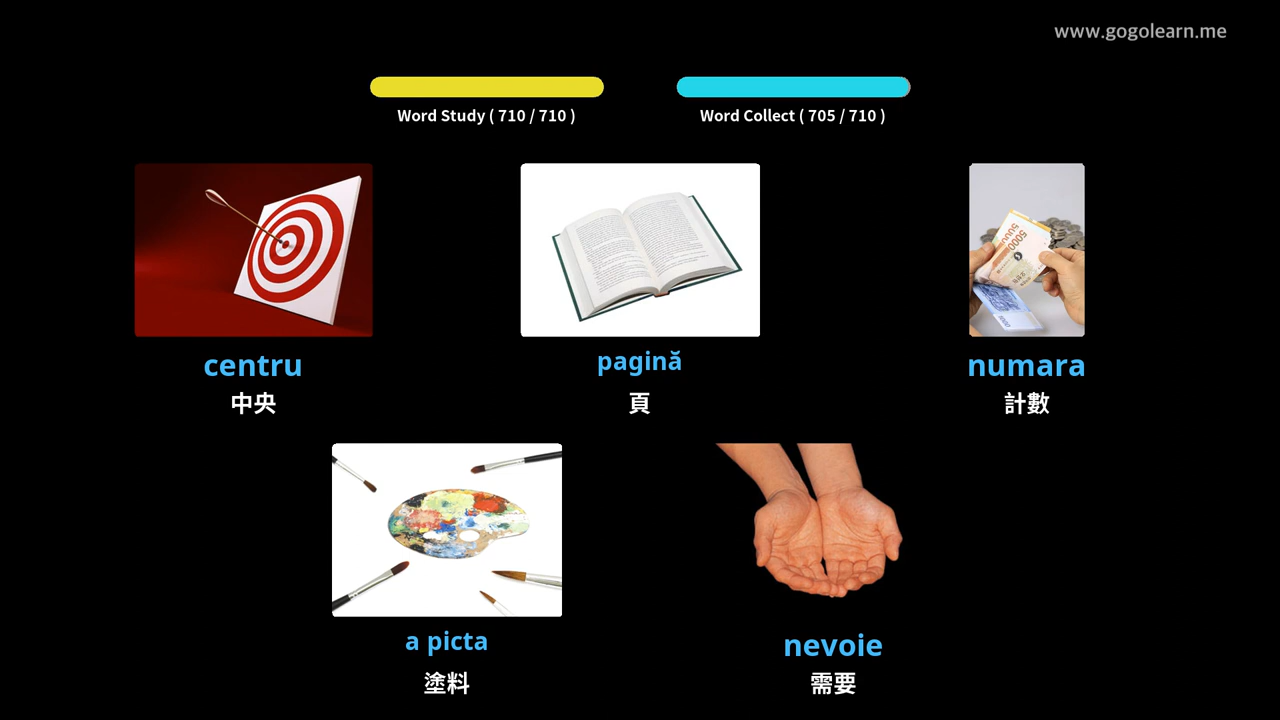 www.gogolearn.me
Word Study ( 710 / 710 )
Word Collect ( 705 / 710 )
centru
中央
pagină
頁
numara
計數
a picta
塗料
nevoie
需要